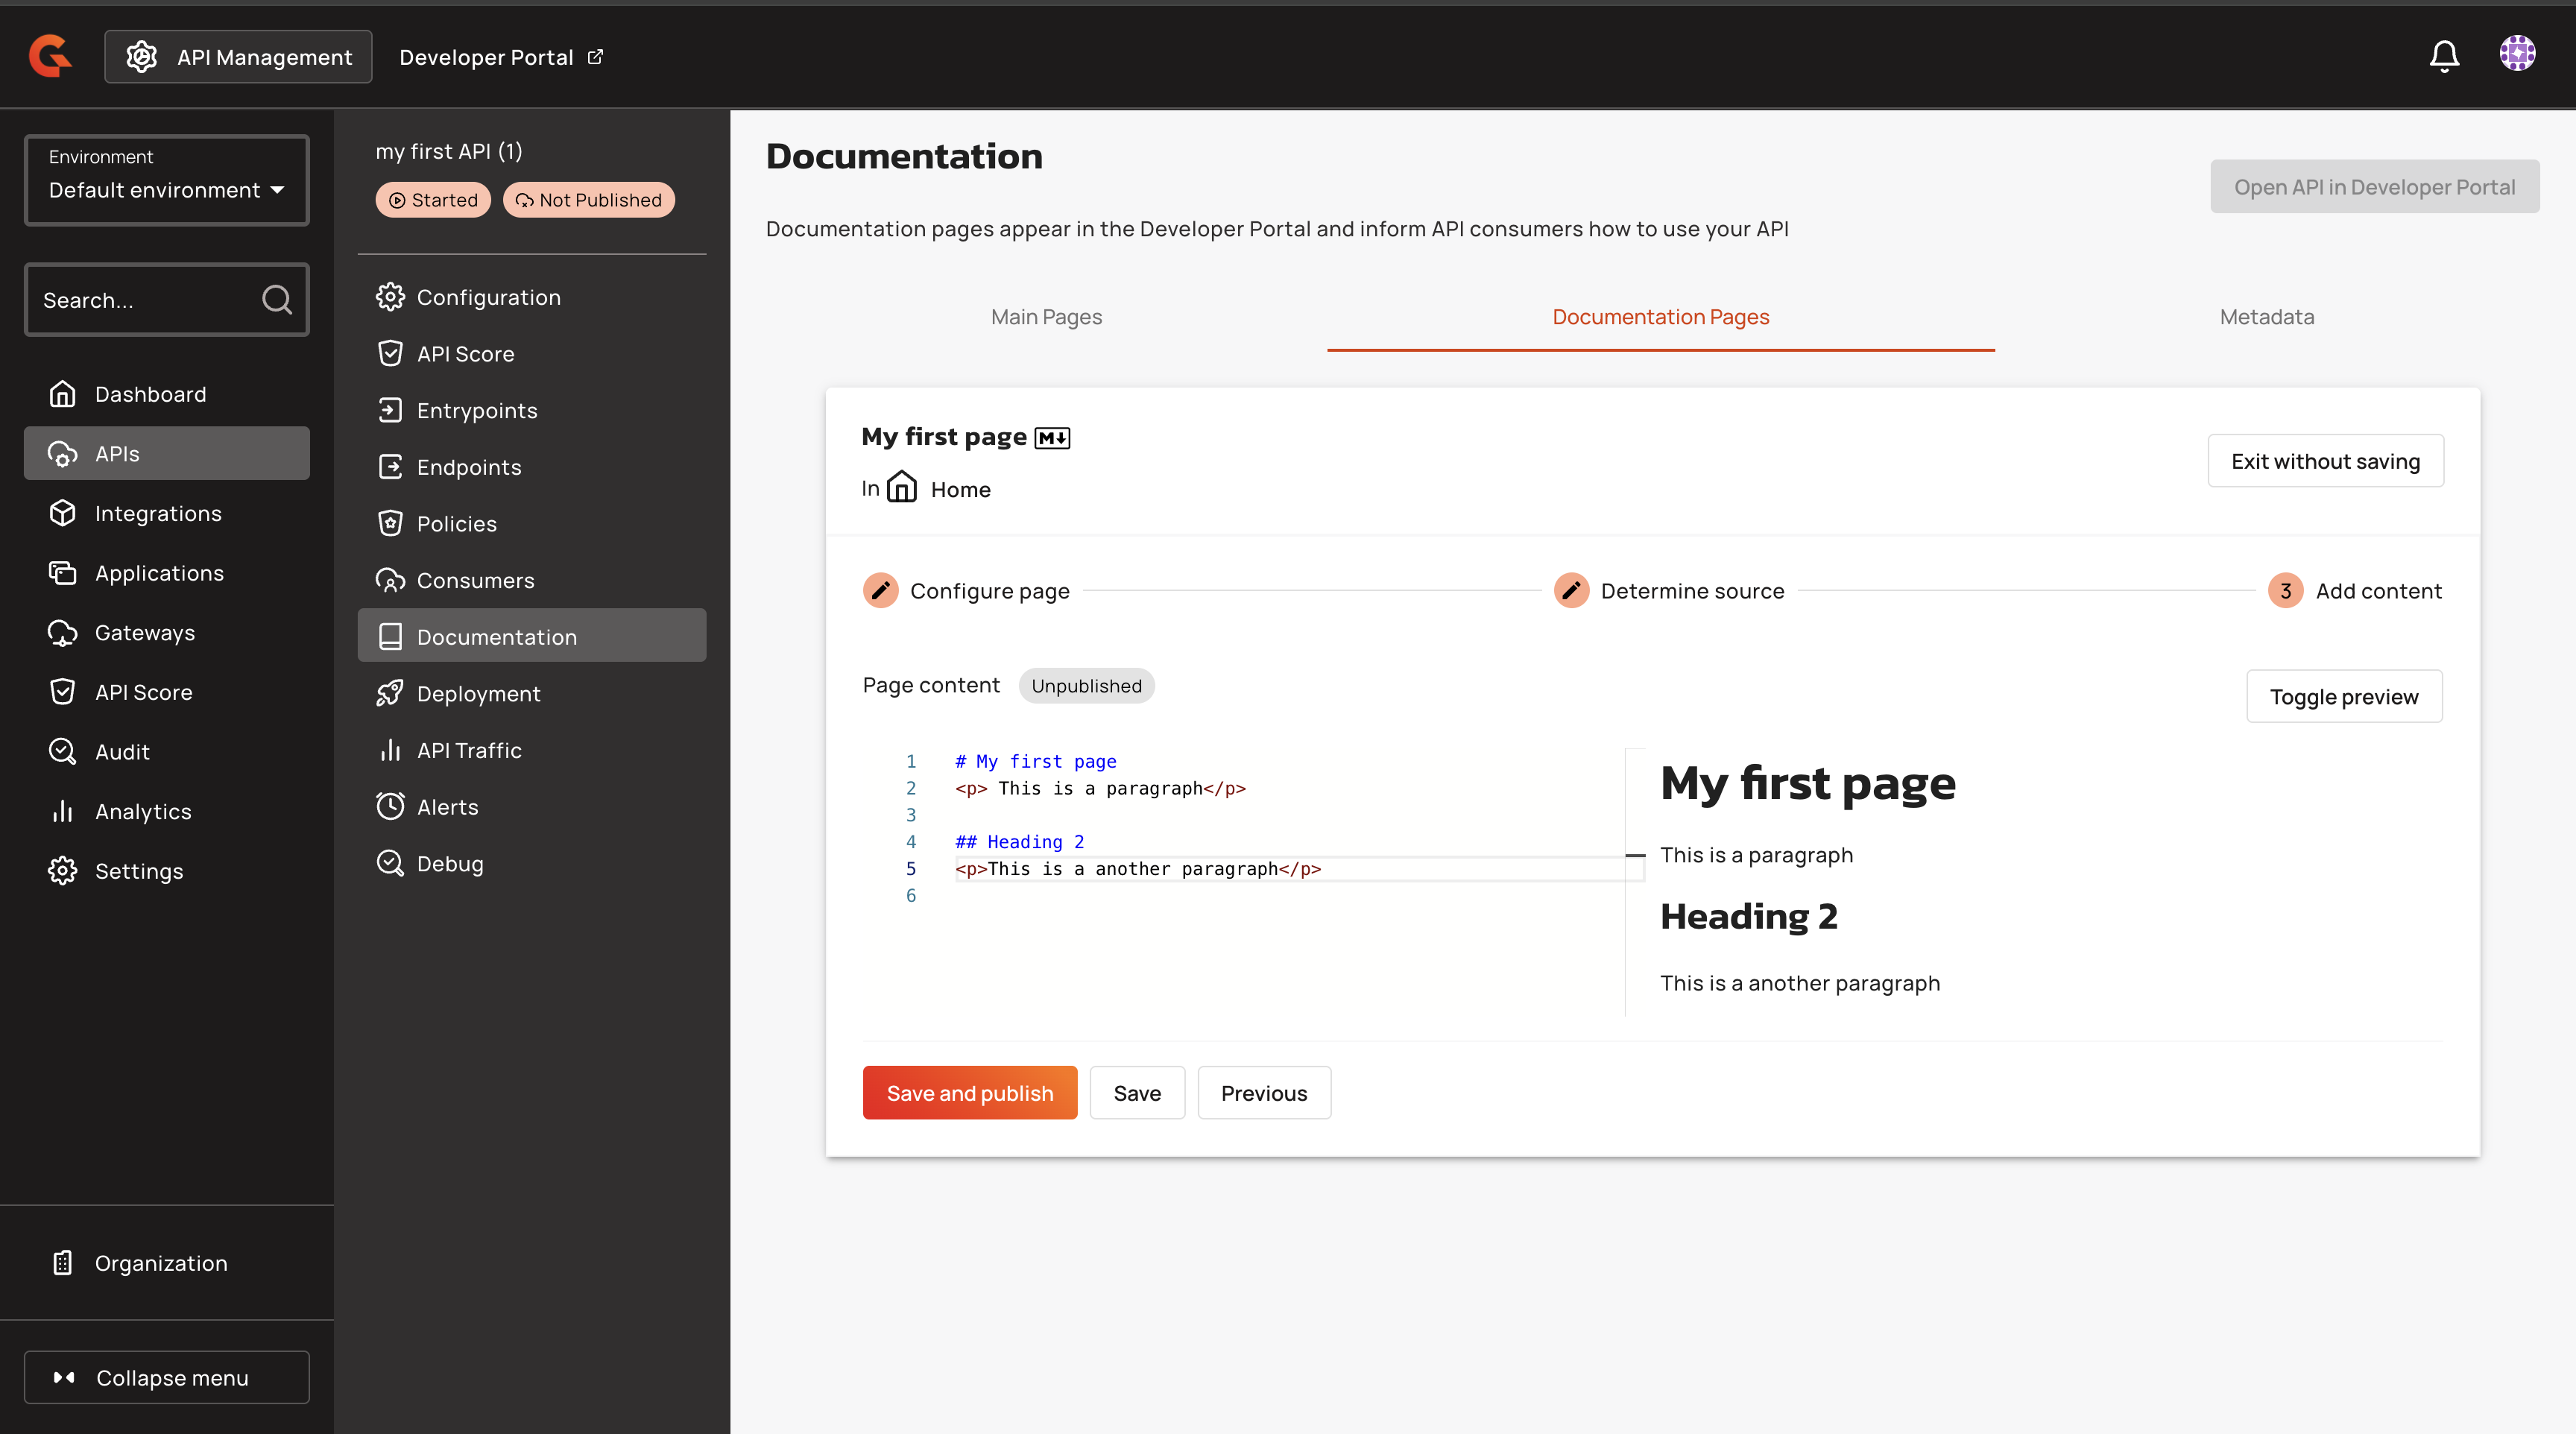 API Management
Developer Portal
Environment
Default environment
Search...
Dashboard
APIs
Integrations
Applications
Gateways
API Score
Audit
Analytics
Settings
Organization
Collapse menu
my first API (1)
Started
Not Published
Configuration
API Score
Entrypoints
Endpoints
Policies
Consumers
Documentation
Deployment
API Traffic
Alerts
Debug
Documentation
Open API in Developer Portal
Documentation pages appear in the Developer Portal and inform API consumers how to use your API
Main Pages
Documentation Pages
Metadata
My first page M
In Home
Exit without saving
Configure page
Determine source
3 Add content
Page content Unpublished
Toggle preview
1 # My first page
2 <p> This is a paragraph</p>
3
4 ## Heading 2
5 <p>This is a another paragraph</p>
6
My first page
This is a paragraph
Heading 2
This is a another paragraph
Save and publish
Save
Previous